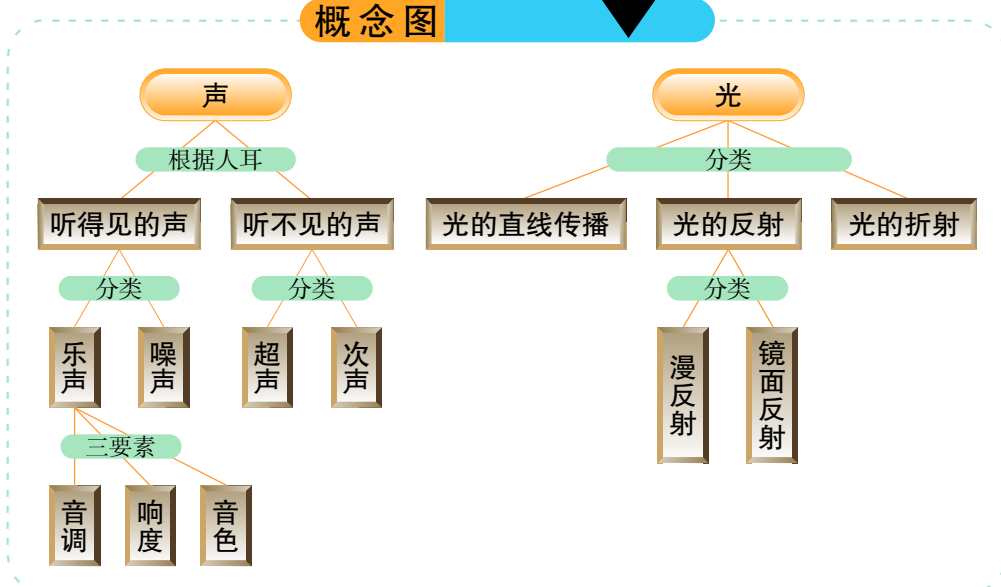 概念图
声
光
根据人耳
分类
听得见的声
听不见的声
光的直线传播
光的反射
光的折射
分类
分类
分类
乐声
噪声
超声
次声
漫反射
镜面反射
三要素
音调
响度
音色